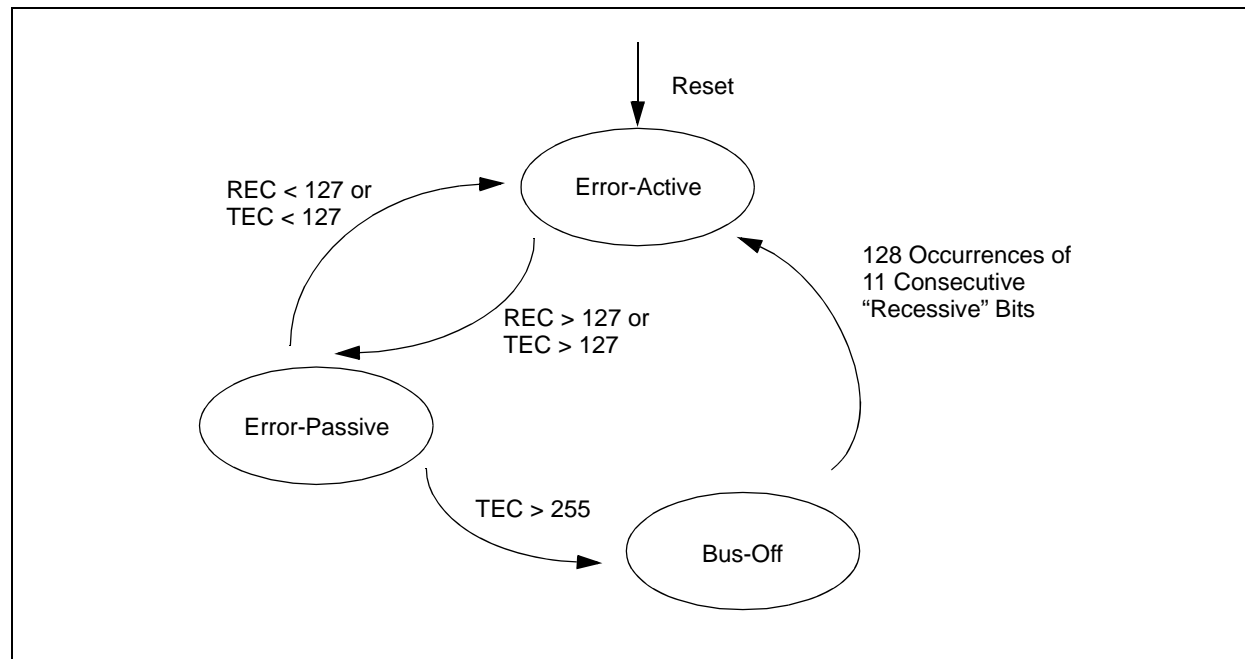 Reset
Error-Active
REC < 127 or
TEC < 127
128 Occurrences of
11 Consecutive
“Recessive” Bits
REC > 127 or
TEC > 127
Error-Passive
TEC > 255
Bus-Off